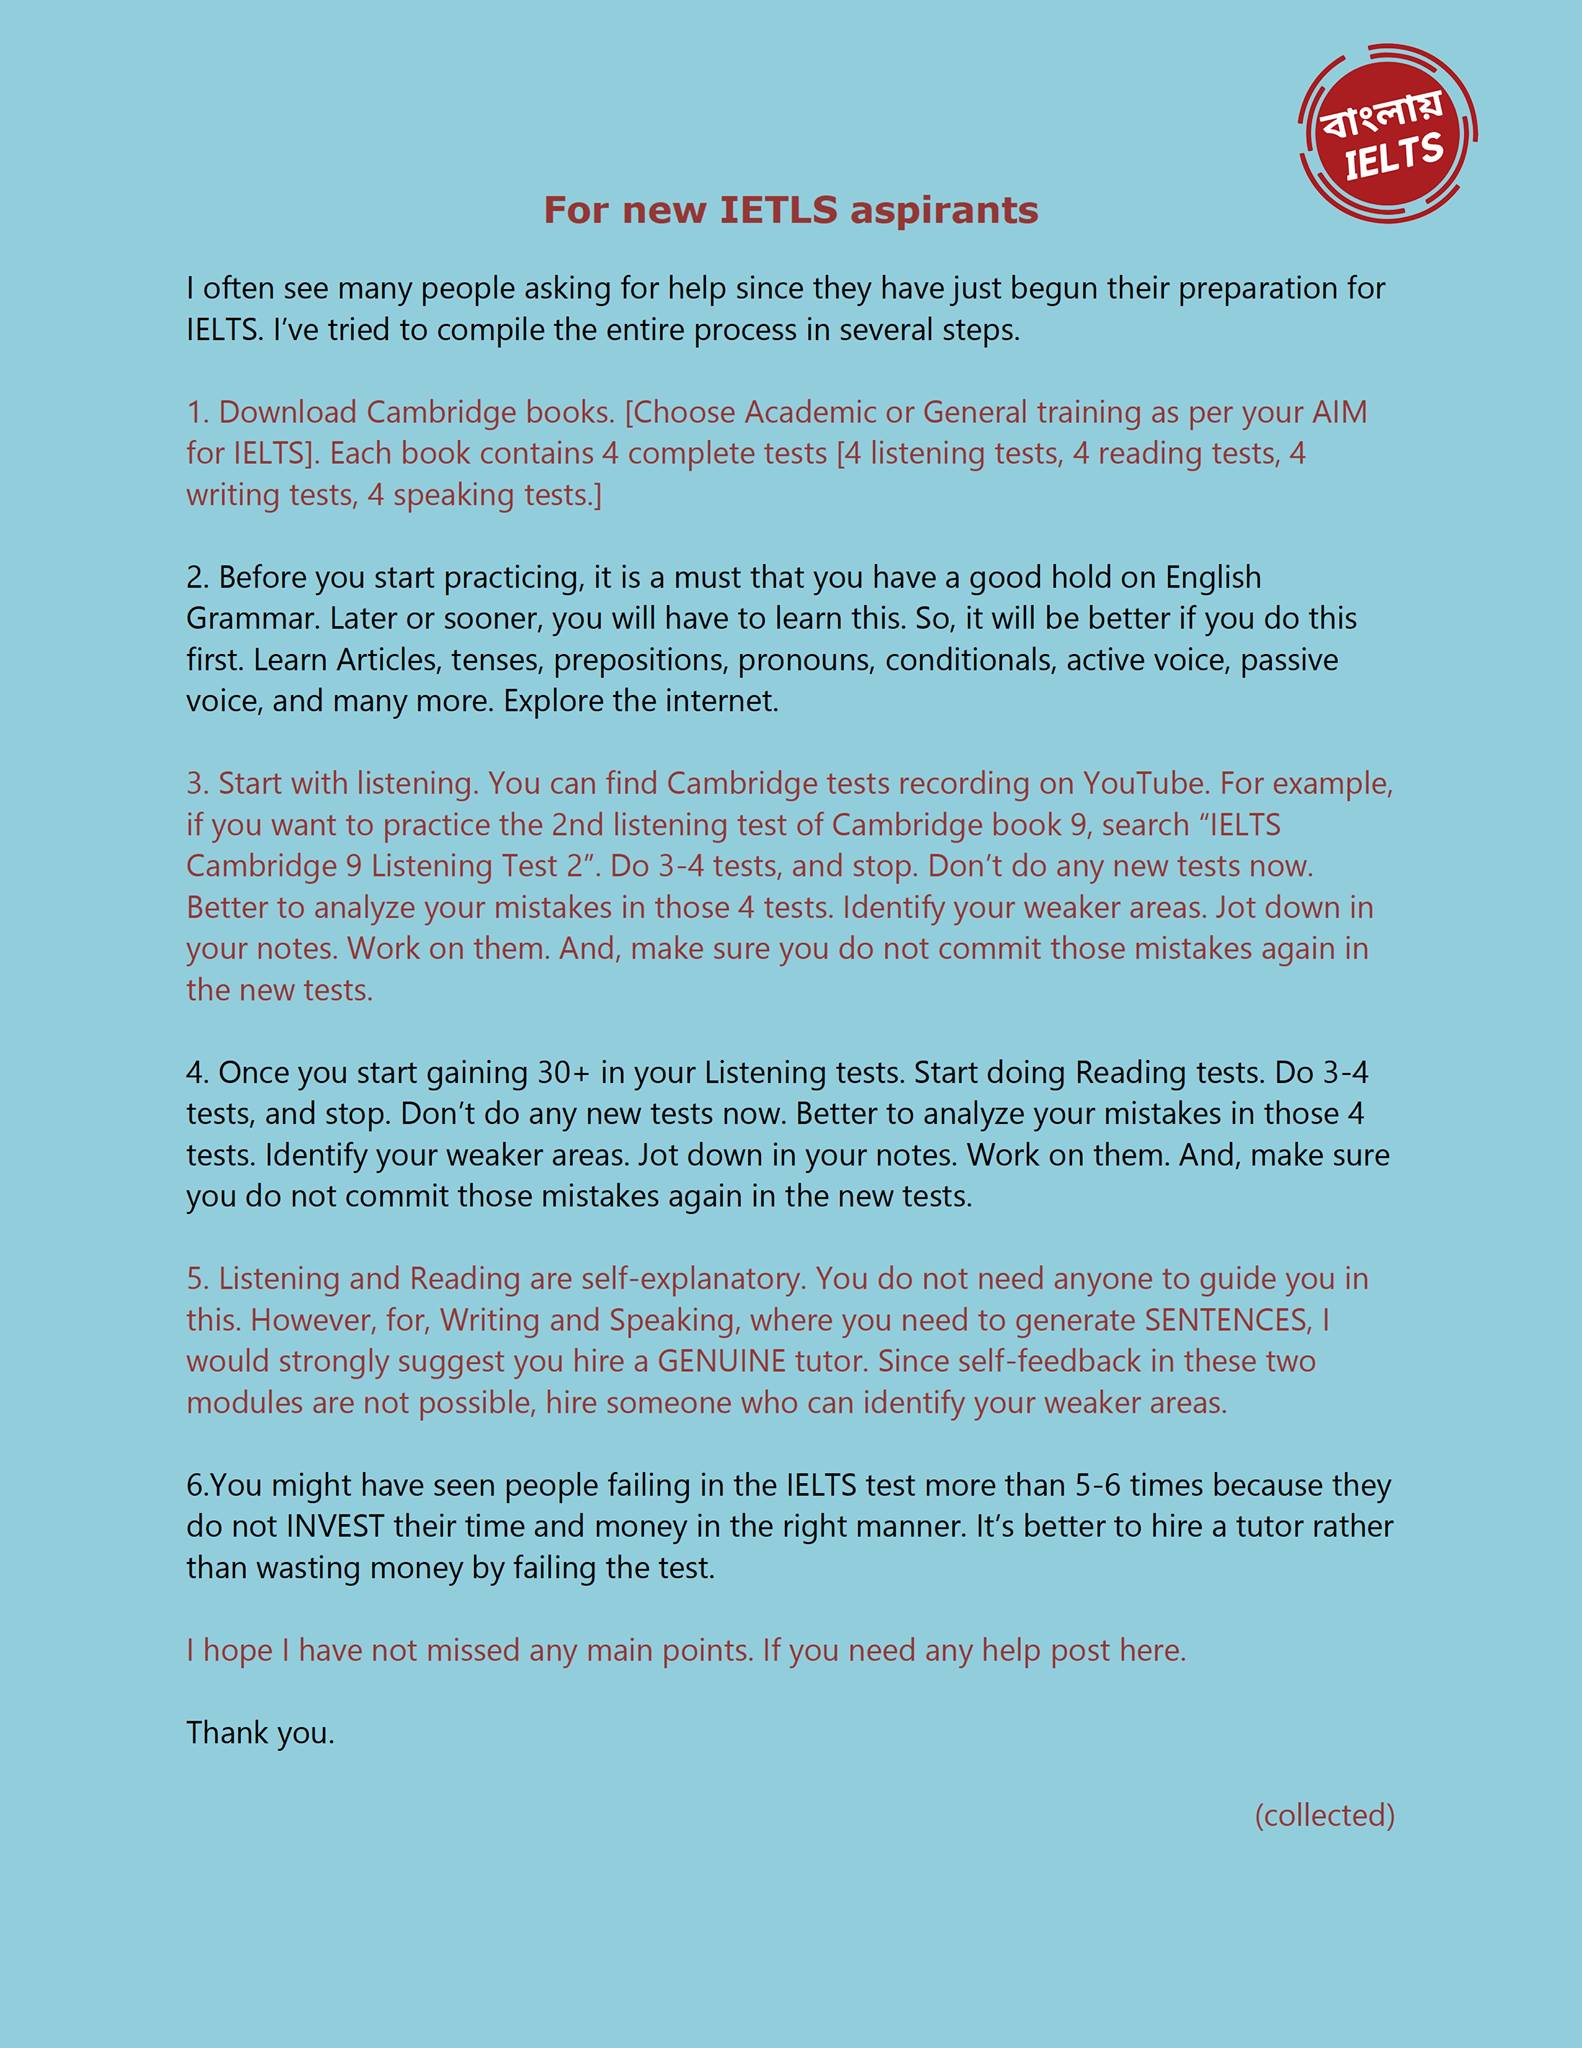 বাংলায়
IELTS
For new IETLS aspirants
I often see many people asking for help since they have just begun their preparation for
IELTS. I've tried to compile the entire process in several steps.
1. Download Cambridge books. [Choose Academic or General training as per your AIM
for IELTS]. Each book contains 4 complete tests [4 listening tests, 4 reading tests, 4
writing tests, 4 speaking tests.]
2. Before you start practicing, it is a must that you have a good hold on English
Grammar. Later or sooner, you will have to learn this. So, it will be better if you do this
first. Learn Articles, tenses, prepositions, pronouns, conditionals, active voice, passive
voice, and many more. Explore the internet.
3. Start with listening. You can find Cambridge tests recording on YouTube. For example,
if you want to practice the 2nd listening test of Cambridge book 9, search “IELTS
Cambridge 9 Listening Test 2”. Do 3-4 tests, and stop. Don't do any new tests now.
Better to analyze your mistakes in those 4 tests. Identify your weaker areas. Jot down in
your notes. Work on them. And, make sure you do not commit those mistakes again in
the new tests.
4. Once you start gaining 30+ in your Listening tests. Start doing Reading tests. Do 3-4
tests, and stop. Don't do any new tests now. Better to analyze your mistakes in those 4
tests. Identify your weaker areas. Jot down in your notes. Work on them. And, make sure
you do not commit those mistakes again in the new tests.
5. Listening and Reading are self-explanatory. You do not need anyone to guide you in
this. However, for, Writing and Speaking, where you need to generate SENTENCES, I
would strongly suggest you hire a GENUINE tutor. Since self-feedback in these two
modules are not possible, hire someone who can identify your weaker areas.
6.You might have seen people failing in the IELTS test more than 5-6 times because they
do not INVEST their time and money in the right manner. It's better to hire a tutor rather
than wasting money by failing the test.
I hope I have not missed any main points. If you need any help post here.
Thank you.
(collected)